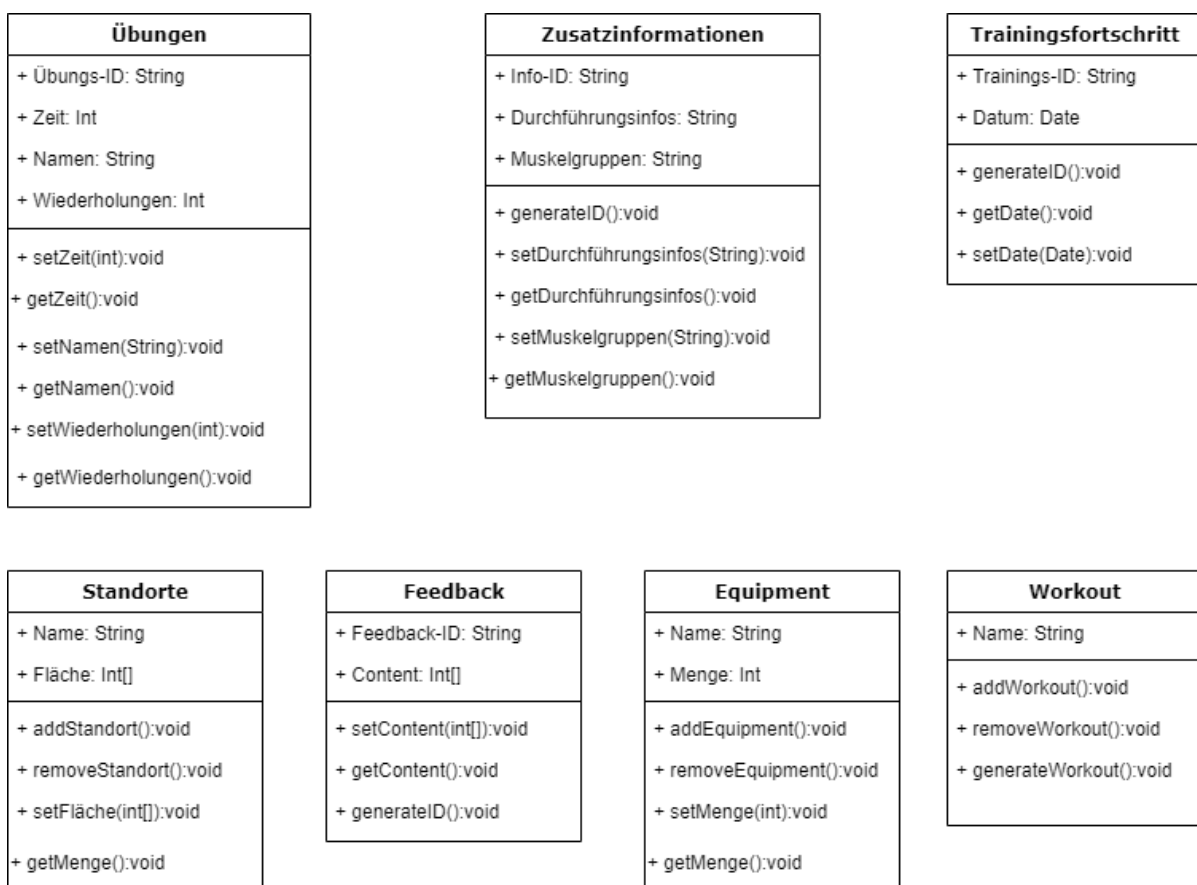 Übungen
+ Übungs-ID: String
+ Zeit: Int
+ Namen: String
+ Wiederholungen: Int
+ setZeit(int):void
+ getZeit():void
+ setNamen(String):void
+ getNamen():void
+ setWiederholungen(int):void
+ getWiederholungen():void
Zusatzinformationen
+ Info-ID: String
+ Durchführungsinfos: String
+ Muskelgruppen: String
+ generateID():void
+ setDurchführungsinfos(String):void
+ getDurchführungsinfos():void
+ setMuskelgruppen(String):void
+ getMuskelgruppen():void
Trainingsfortschritt
+ Trainings-ID: String
+ Datum: Date
+ generateID():void
+ getDate():void
+ setDate(Date):void
Standorte
+ Name: String
+ Fläche: Int[]
+ addStandort():void
+ removeStandort():void
+ setFläche(int[]):void
+ getMenge():void
Feedback
+ Feedback-ID: String
+ Content: Int[]
+ setContent(int[]):void
+ getContent():void
+ generateID():void
Equipment
+ Name: String
+ Menge: Int
+ addEquipment():void
+ removeEquipment():void
+ setMenge(int):void
+ getMenge():void
Workout
+ Name: String
+ addWorkout():void
+ removeWorkout():void
+ generateWorkout():void